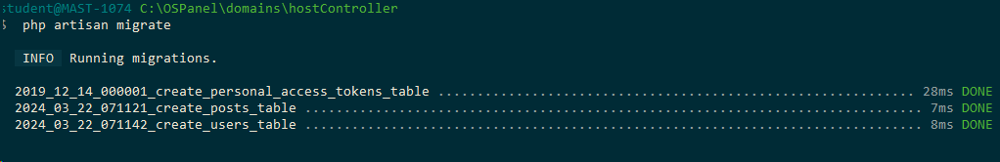 student@MAST-1074 C:\OSPanel\domains\hostController
$ php artisan migrate
INFO Running migrations.
2019_12_14_000001_create_personal_access_tokens_table ............................................................ 28ms DONE
2024_03_22_071121_create_posts_table .............................................................................. 7ms DONE
2024_03_22_071142_create_users_table .............................................................................. 8ms DONE